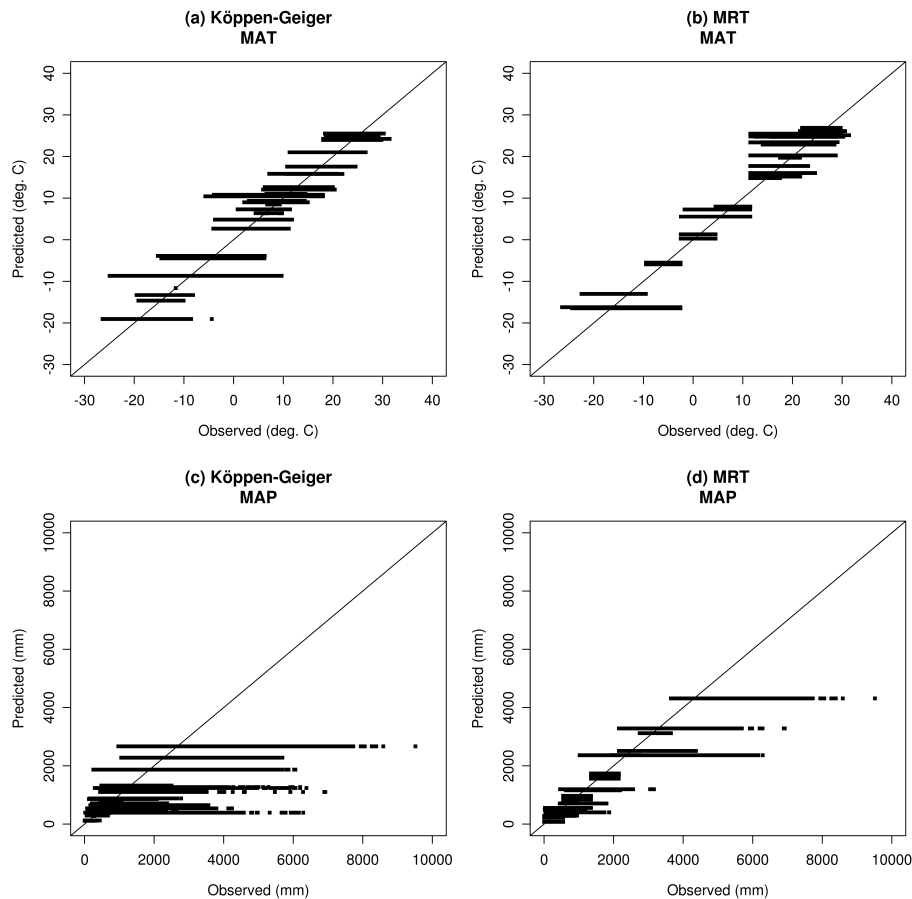 (a) Köppen-Geiger
MAT
Predicted (deg. C)
40
30
20
10
0
-10
-20
-30
-30 -20 -10 0 10 20 30 40
Observed (deg. C)
(b) MRT
MAT
Predicted (deg. C)
40
30
20
10
0
-10
-20
-30
-30 -20 -10 0 10 20 30 40
Observed (deg. C)
(c) Köppen-Geiger
MAP
Predicted (mm)
10000
8000
6000
4000
2000
0
0 2000 4000 6000 8000 10000
Observed (mm)
(d) MRT
MAP
Predicted (mm)
10000
8000
6000
4000
2000
0
0 2000 4000 6000 8000 10000
Observed (mm)